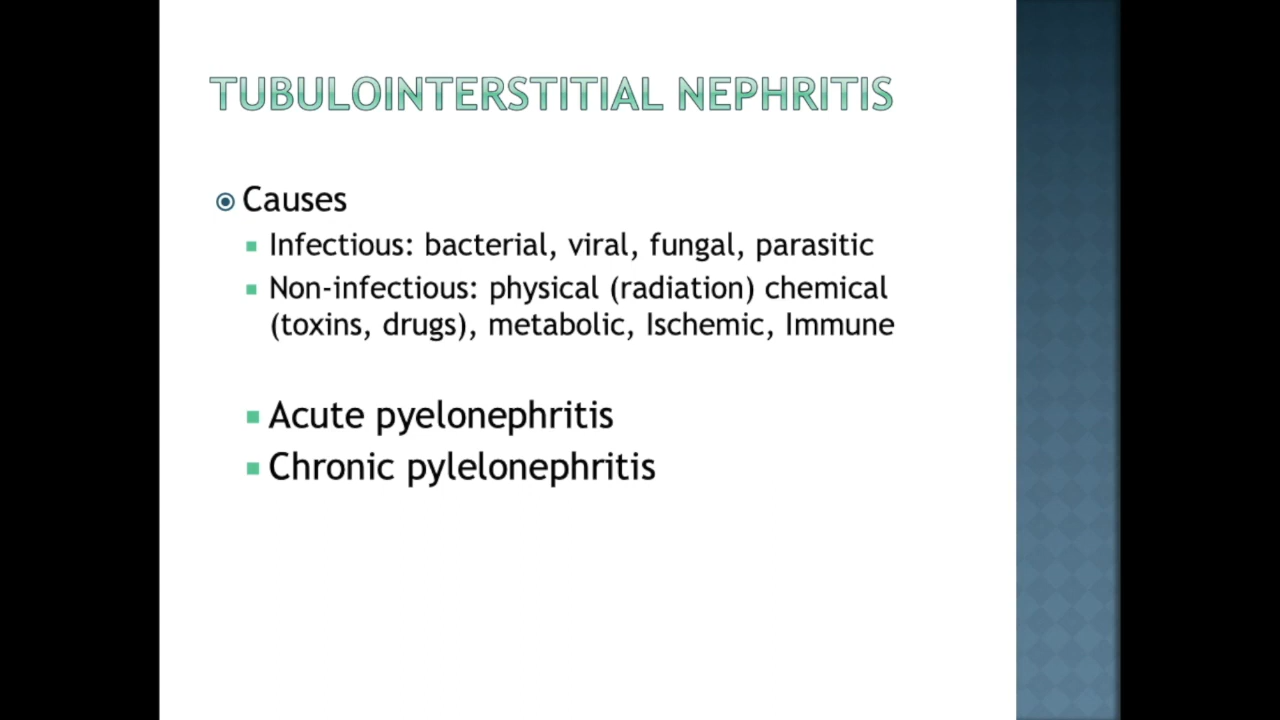 TUBULOINTERSTITIAL NEPHRITIS
Causes
Infectious: bacterial, viral, fungal, parasitic
Non-infectious: physical (radiation) chemical
(toxins, drugs), metabolic, Ischemic, Immune
Acute pyelonephritis
Chronic pylelonephritis